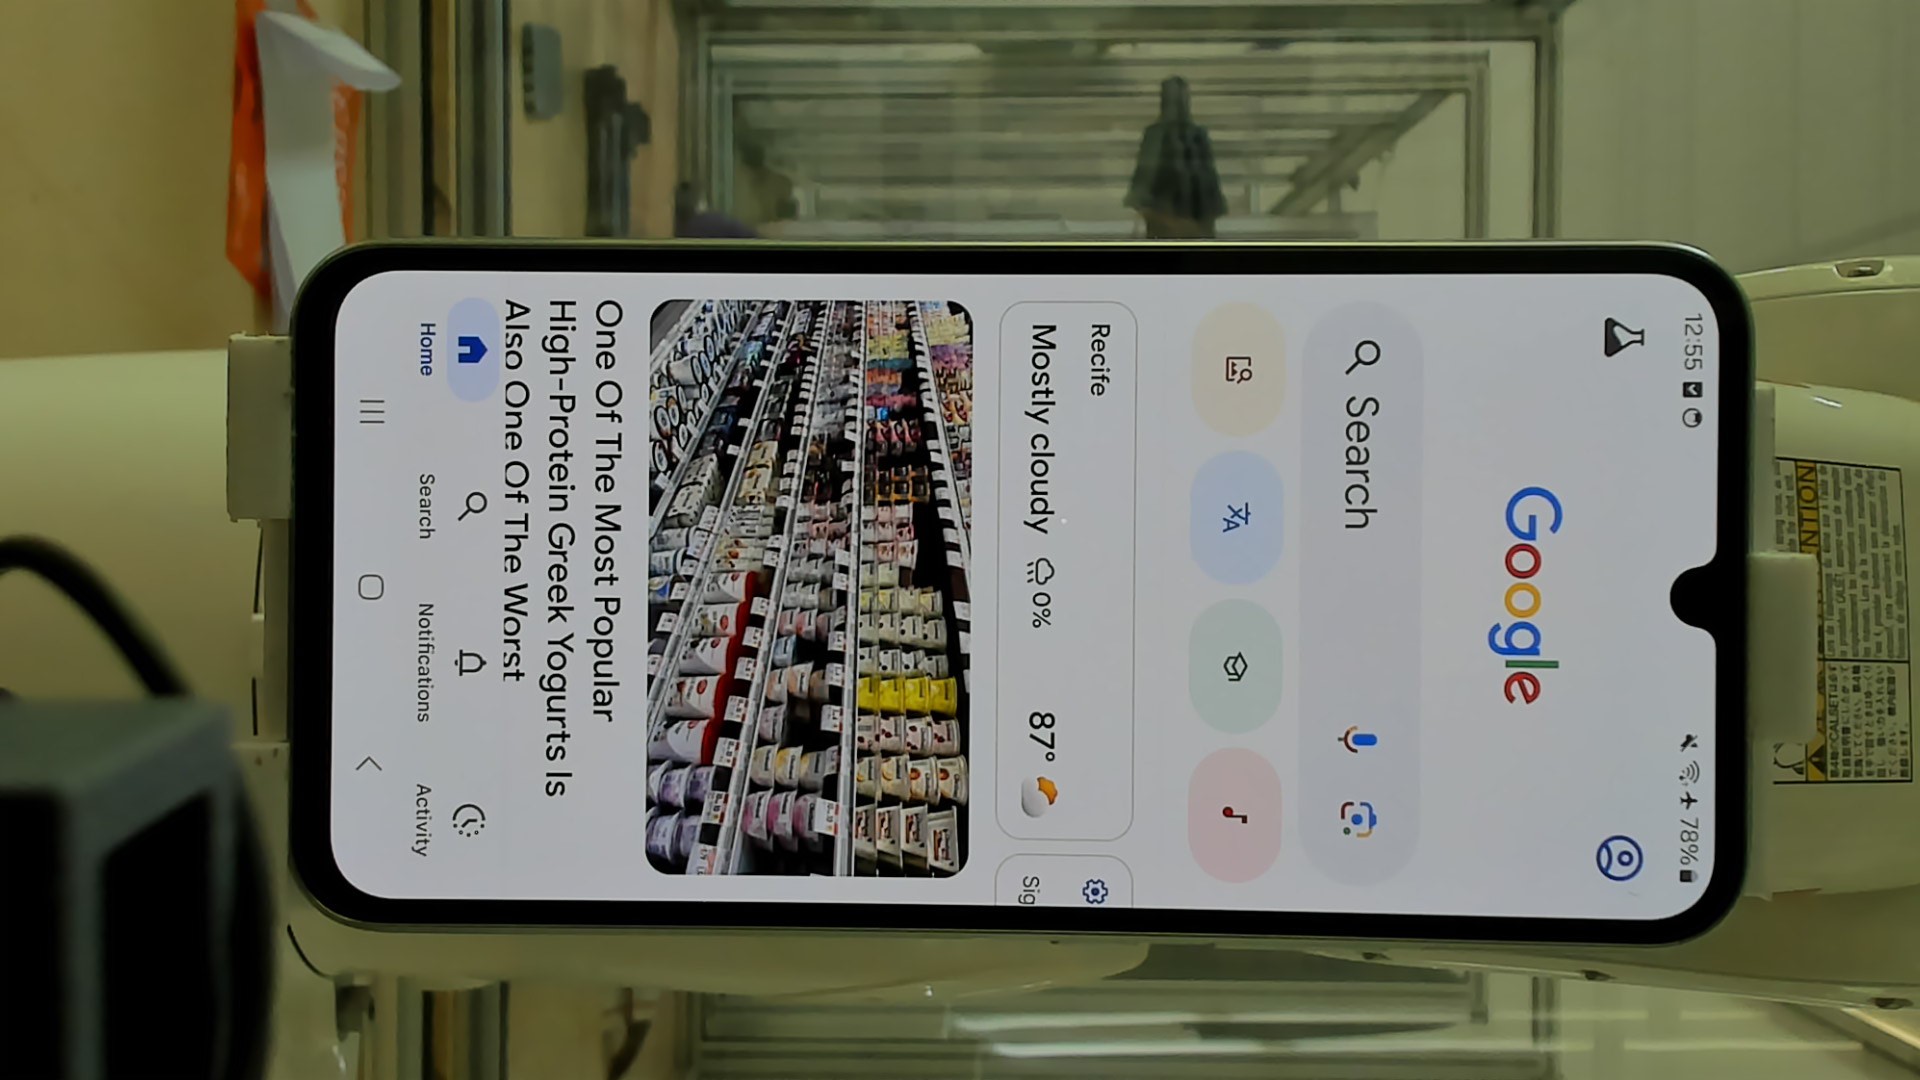 12:55
78%
Google
Search
Recife
Mostly cloudy
0%
87°
Sig
One Of The Most Popular
High-Protein Greek Yogurts Is
Also One Of The Worst
Home
Search
Notifications
Activity
NOTION